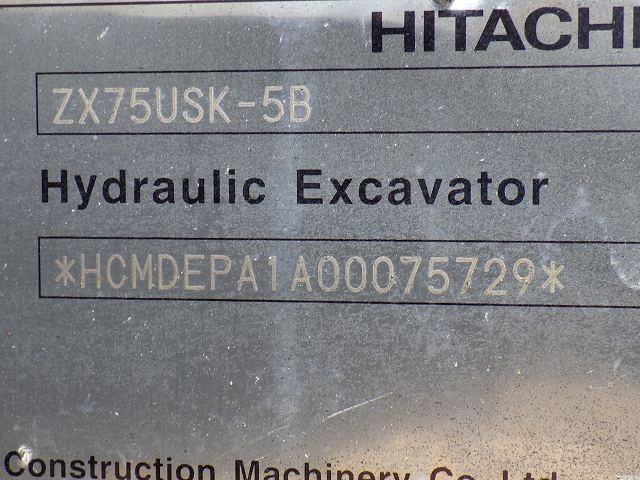 HITACHI
ZX75USK-5B
Hydraulic Excavator
*HCMDEPA1A00075729*
Construction Machinery Co.,Ltd.